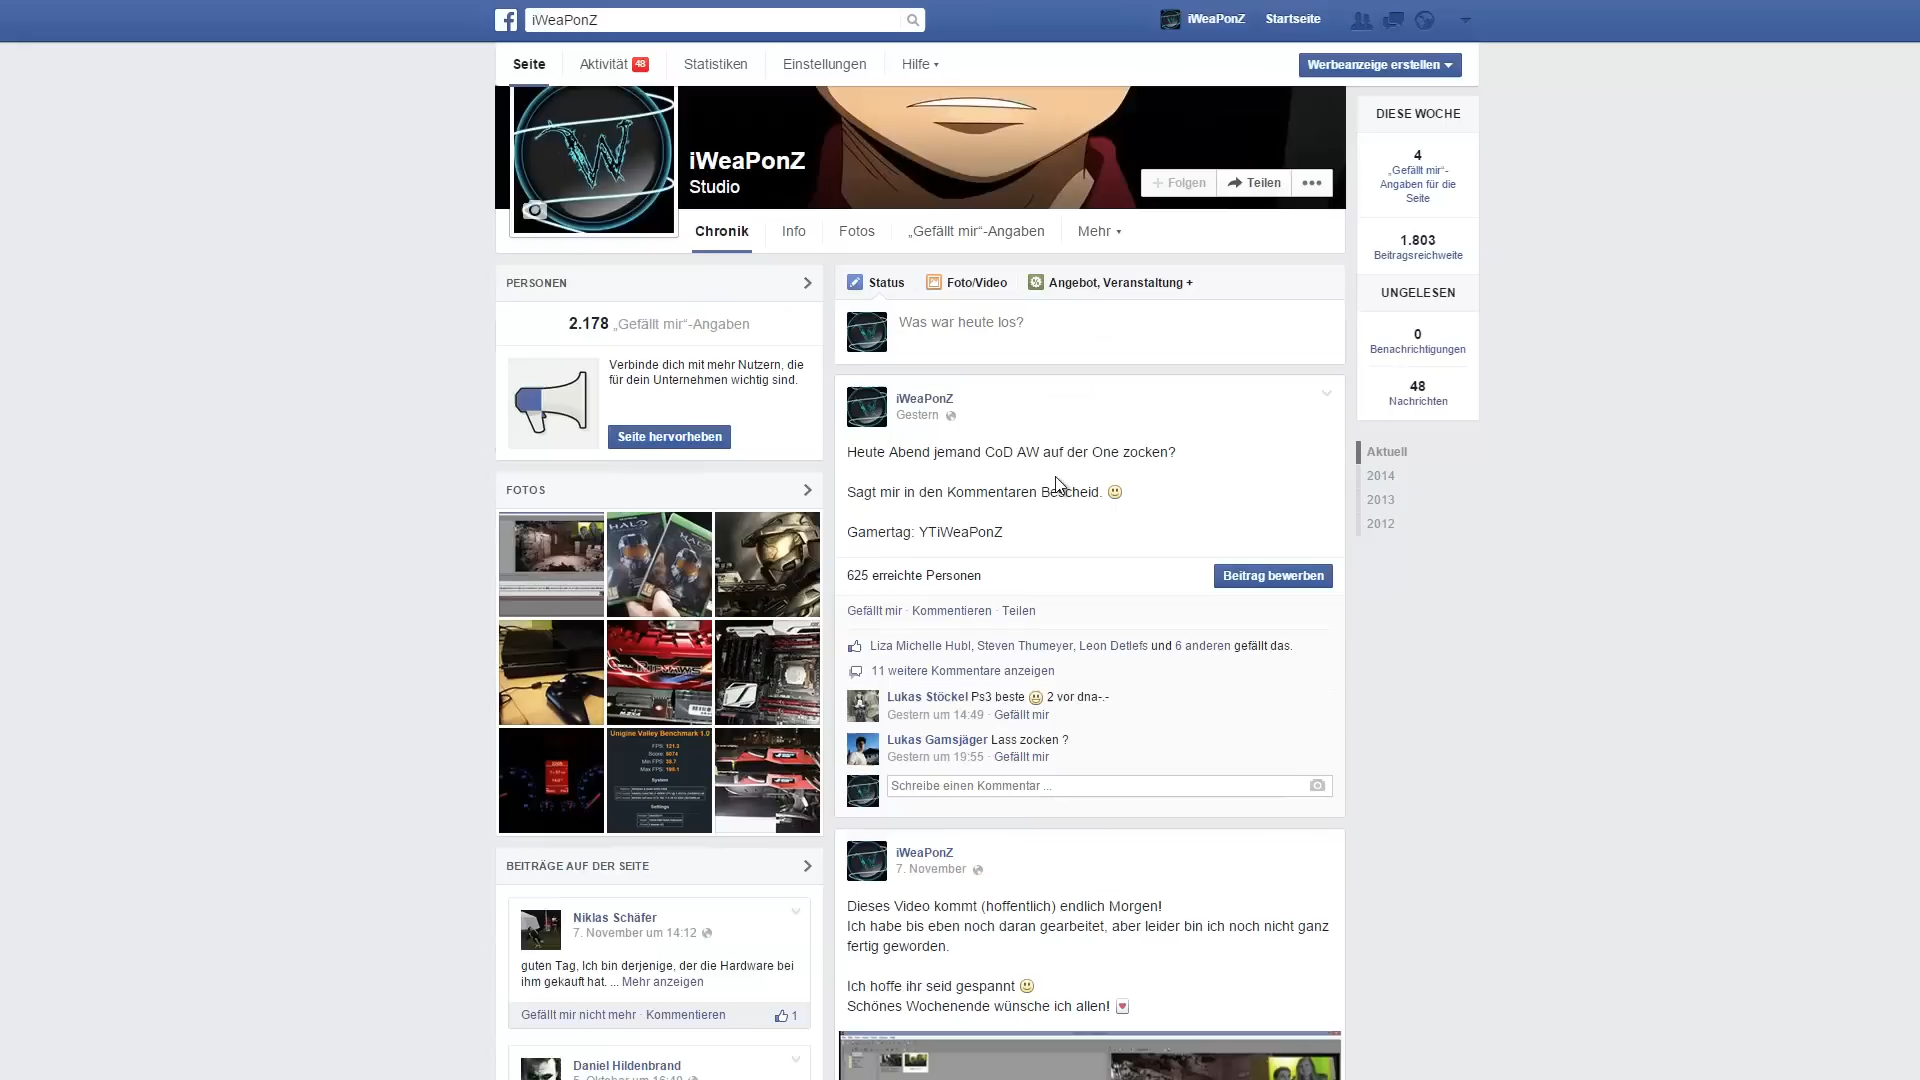 iWeaPonZ
iWeaPonZ
Startseite
Seite
Aktivität 48
Statistiken
Einstellungen
Hilfe
Werbeanzeige erstellen
iWeaPonZ
Studio
+ Folgen
Teilen
Chronik
Info
Fotos
„Gefällt mir“-Angaben
Mehr
PERSONEN
2.178 „Gefällt mir“-Angaben
Verbinde dich mit mehr Nutzern, die
für dein Unternehmen wichtig sind.
Seite hervorheben
FOTOS
HALO
Unigine Valley Benchmark 1.0
BEITRÄGE AUF DER SEITE
Niklas Schäfer
7. November um 14:12
guten Tag, Ich bin derjenige, der die Hardware bei
ihm gekauft hat. ... Mehr anzeigen
Gefällt mir nicht mehr · Kommentieren
1
Daniel Hildenbrand
Status
Foto/Video
Angebot, Veranstaltung +
Was war heute los?
iWeaPonZ
Gestern
Heute Abend jemand CoD AW auf der One zocken?
Sagt mir in den Kommentaren Bescheid.
Gamertag: YTiWeaPonZ
625 erreichte Personen
Beitrag bewerben
Gefällt mir · Kommentieren · Teilen
Liza Michelle Hubl, Steven Thumeyer, Leon Detlefs und 6 anderen gefällt das.
11 weitere Kommentare anzeigen
Lukas Stöckel Ps3 beste 2 vor dna-.-
Gestern um 14:49 · Gefällt mir
Lukas Gamsjäger Lass zocken ?
Gestern um 19:55 · Gefällt mir
Schreibe einen Kommentar ...
iWeaPonZ
7. November
Dieses Video kommt (hoffentlich) endlich Morgen!
Ich habe bis eben noch daran gearbeitet, aber leider bin ich noch nicht ganz
fertig geworden.
Ich hoffe ihr seid gespannt
Schönes Wochenende wünsche ich allen!
DIESE WOCHE
4
„Gefällt mir“-
Angaben für die
Seite
1.803
Beitragsreichweite
UNGELESEN
0
Benachrichtigungen
48
Nachrichten
Aktuell
2014
2013
2012